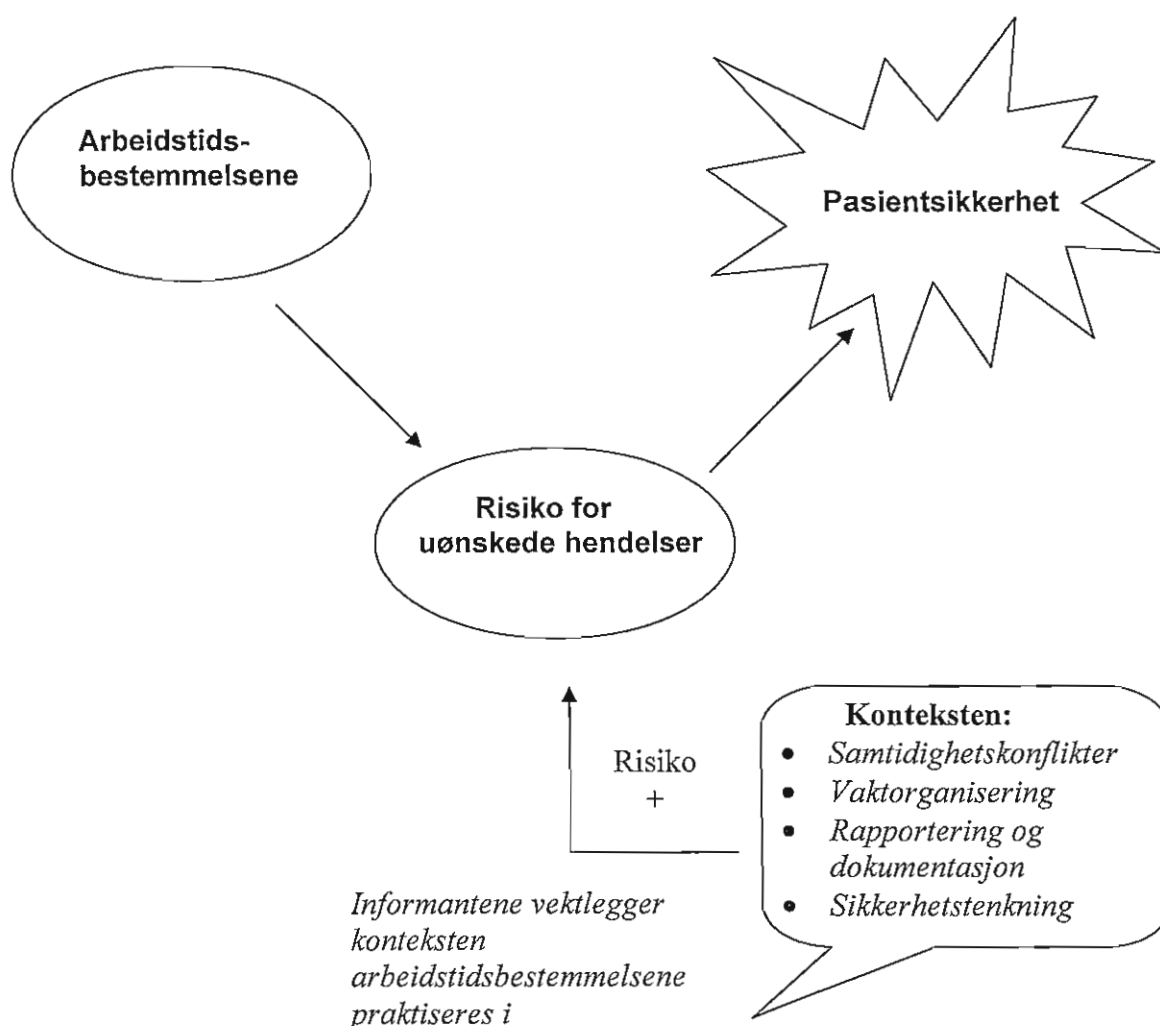 Arbeidstids-
bestemmelsene
Pasientsikkerhet
Risiko for
uønskede hendelser
Risiko
+
Konteksten:
• Samtidighetskonflikter
• Vaktorganisering
• Rapportering og
dokumentasjon
• Sikkerhetstenkning
Informantene vektlegger
konteksten
arbeidstidsbestemmelsene
praktiseres i